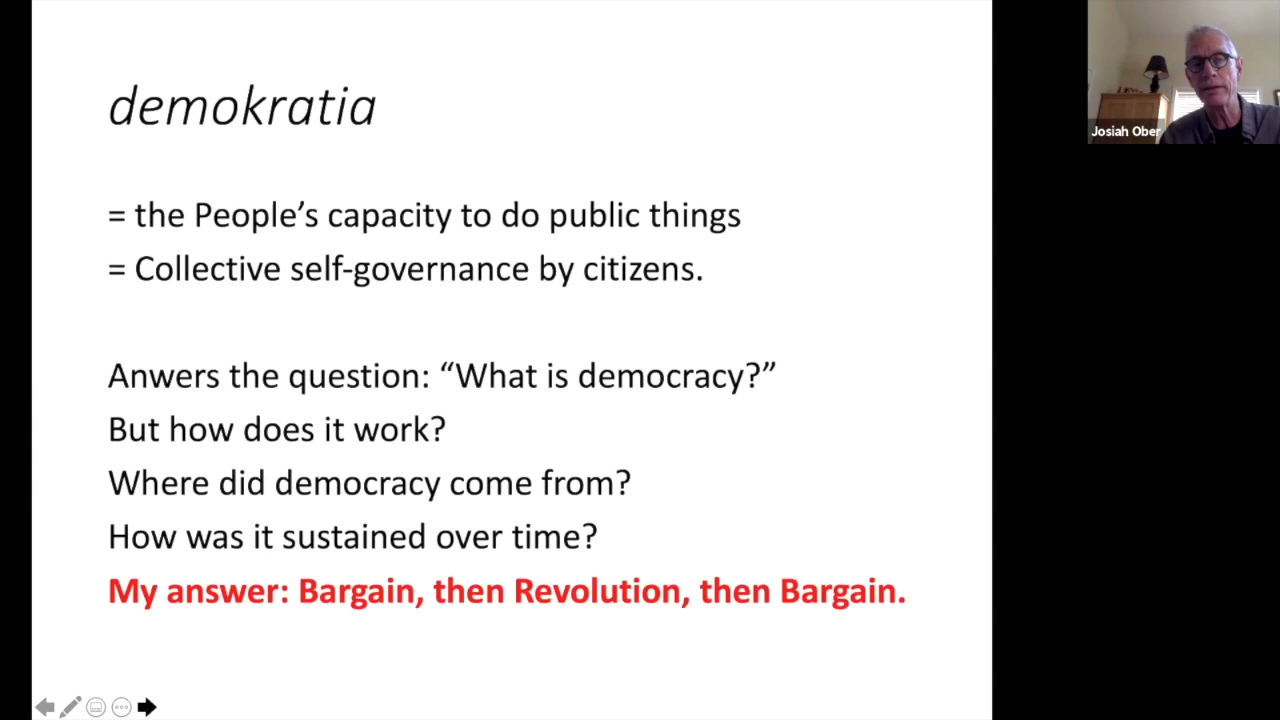 demokratia
= the People’s capacity to do public things
= Collective self-governance by citizens.
Anwers the question: “What is democracy?”
But how does it work?
Where did democracy come from?
How was it sustained over time?
My answer: Bargain, then Revolution, then Bargain.
Josiah Ober